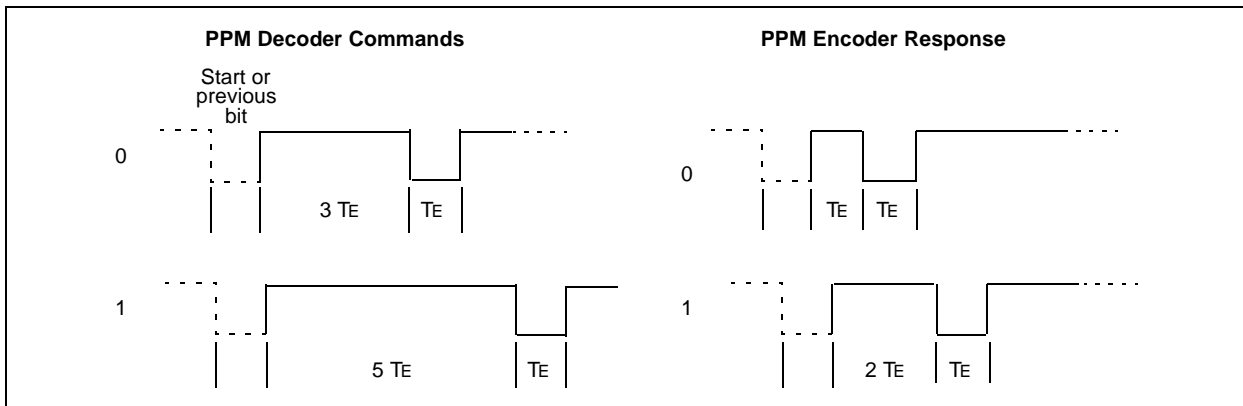 PPM Decoder Commands
Start or
previous
bit
0
3 TE
TE
1
5 TE
TE
PPM Encoder Response
0
TE
TE
1
2 TE
TE